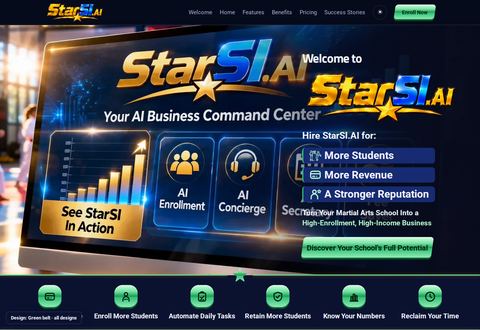 StarSI.AI
Welcome
Home
Features
Benefits
Pricing
Success Stories
Enroll Now
StarSI.AI
Your AI Business Command Center
See StarSI
In Action
AI
Enrollment
AI
Concierge
Welcome to
StarSI.AI
Hire StarSI.AI for:
More Students
More Revenue
A Stronger Reputation
Turn Your Martial Arts School Into a
High-Enrollment, High-Income Business
Discover Your School's Full Potential
Design: Green belt · all designs
Enroll More Students
Automate Daily Tasks
Retain More Students
Know Your Numbers
Reclaim Your Time